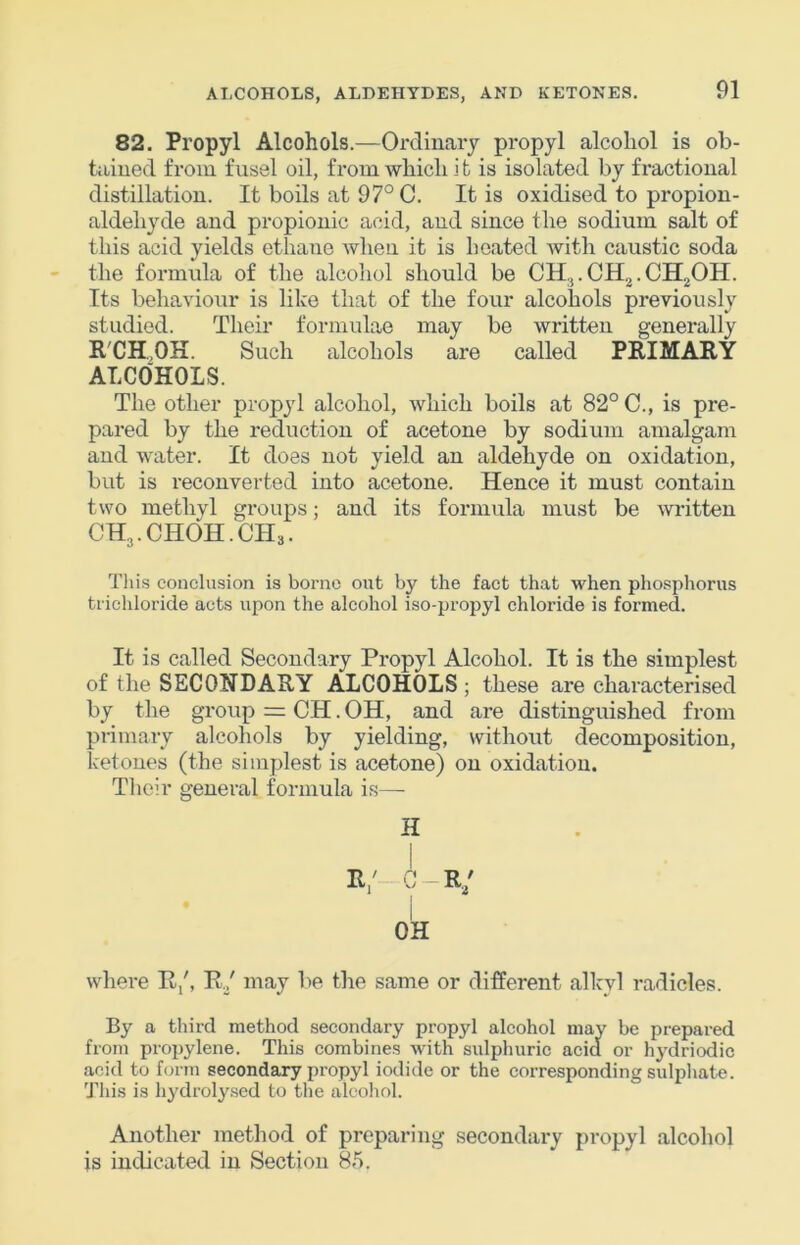 ALCOHOLS, ALDEHYDES, AND KETONES. 91
82. Propyl Alcohols.—Ordinary propyl alcohol is ob-
tained from fusel oil, from which it is isolated by fractional
distillation. It boils at 97° C. It is oxidised to propion-
aldehyde and propionic acid, and since the sodium salt of
this acid yields ethane when it is heated with caustic soda
the formula of the alcohol should be CH₃.CH₂.CH₂OH.
Its behaviour is like that of the four alcohols previously
studied. Their formulae may be written generally
R'CH₂OH. Such alcohols are called PRIMARY
ALCOHOLS.
The other propyl alcohol, which boils at 82° C., is pre-
pared by the reduction of acetone by sodium amalgam
and water. It does not yield an aldehyde on oxidation,
but is reconverted into acetone. Hence it must contain
two methyl groups; and its formula must be written
CH₃.CHOH.CH₃.
This conclusion is borne out by the fact that when phosphorus
trichloride acts upon the alcohol iso-propyl chloride is formed.
It is called Secondary Propyl Alcohol. It is the simplest
of the SECONDARY ALCOHOLS; these are characterised
by the group = CH.OH, and are distinguished from
primary alcohols by yielding, without decomposition,
ketones (the simplest is acetone) on oxidation.
Their general formula is—
H
|
R₁'—C—R₂'
|
OH
where R₁', R₂' may be the same or different alkyl radicles.
By a third method secondary propyl alcohol may be prepared
from propylene. This combines with sulphuric acid or hydriodic
acid to form secondary propyl iodide or the corresponding sulphate.
This is hydrolysed to the alcohol.
Another method of preparing secondary propyl alcohol
is indicated in Section 85.